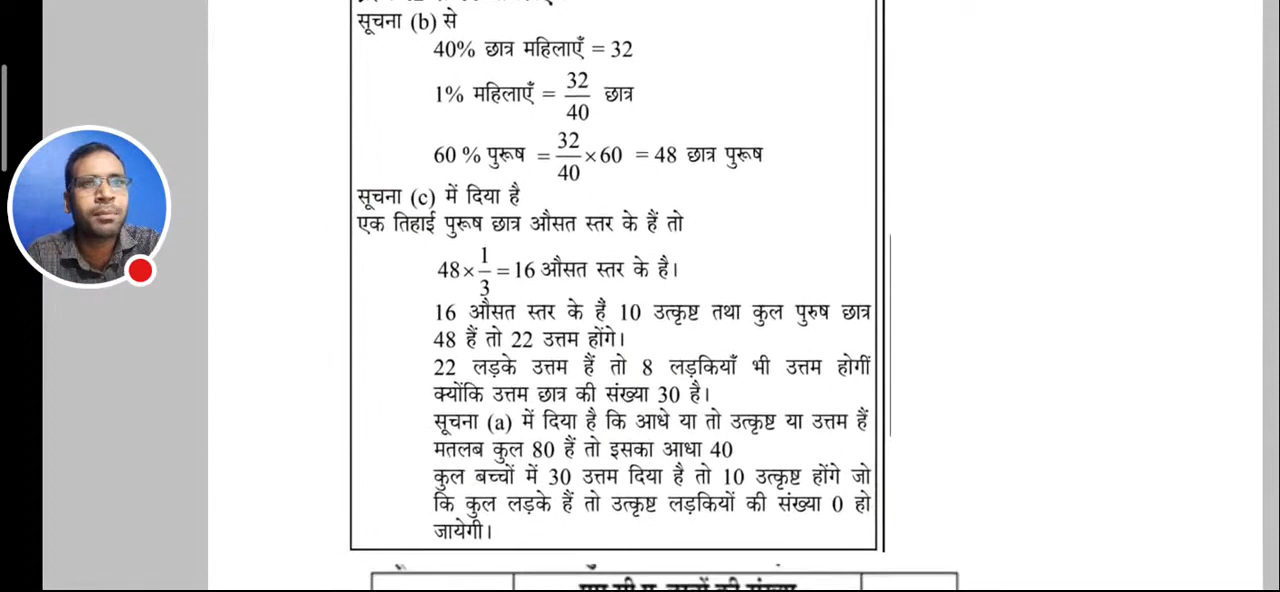 सूचना (b) से
40% छात्र महिलाएँ = 32
1% महिलाएँ = 32/40 छात्र
60 % पुरूष = 32/40 ×60 = 48 छात्र पुरूष
सूचना (c) में दिया है
एक तिहाई पुरूष छात्र औसत स्तर के हैं तो
48× 1/3 = 16 औसत स्तर के है।
16 औसत स्तर के हैं 10 उत्कृष्ट तथा कुल पुरुष छात्र
48 हैं तो 22 उत्तम होंगे।
22 लड़के उत्तम हैं तो 8 लड़कियाँ भी उत्तम होगीं
क्योंकि उत्तम छात्र की संख्या 30 है।
सूचना (a) में दिया है कि आधे या तो उत्कृष्ट या उत्तम हैं
मतलब कुल 80 हैं तो इसका आधा 40
कुल बच्चों में 30 उत्तम दिया है तो 10 उत्कृष्ट होंगे जो
कि कुल लड़के हैं तो उत्कृष्ट लड़कियों की संख्या 0 हो
जायेगी।